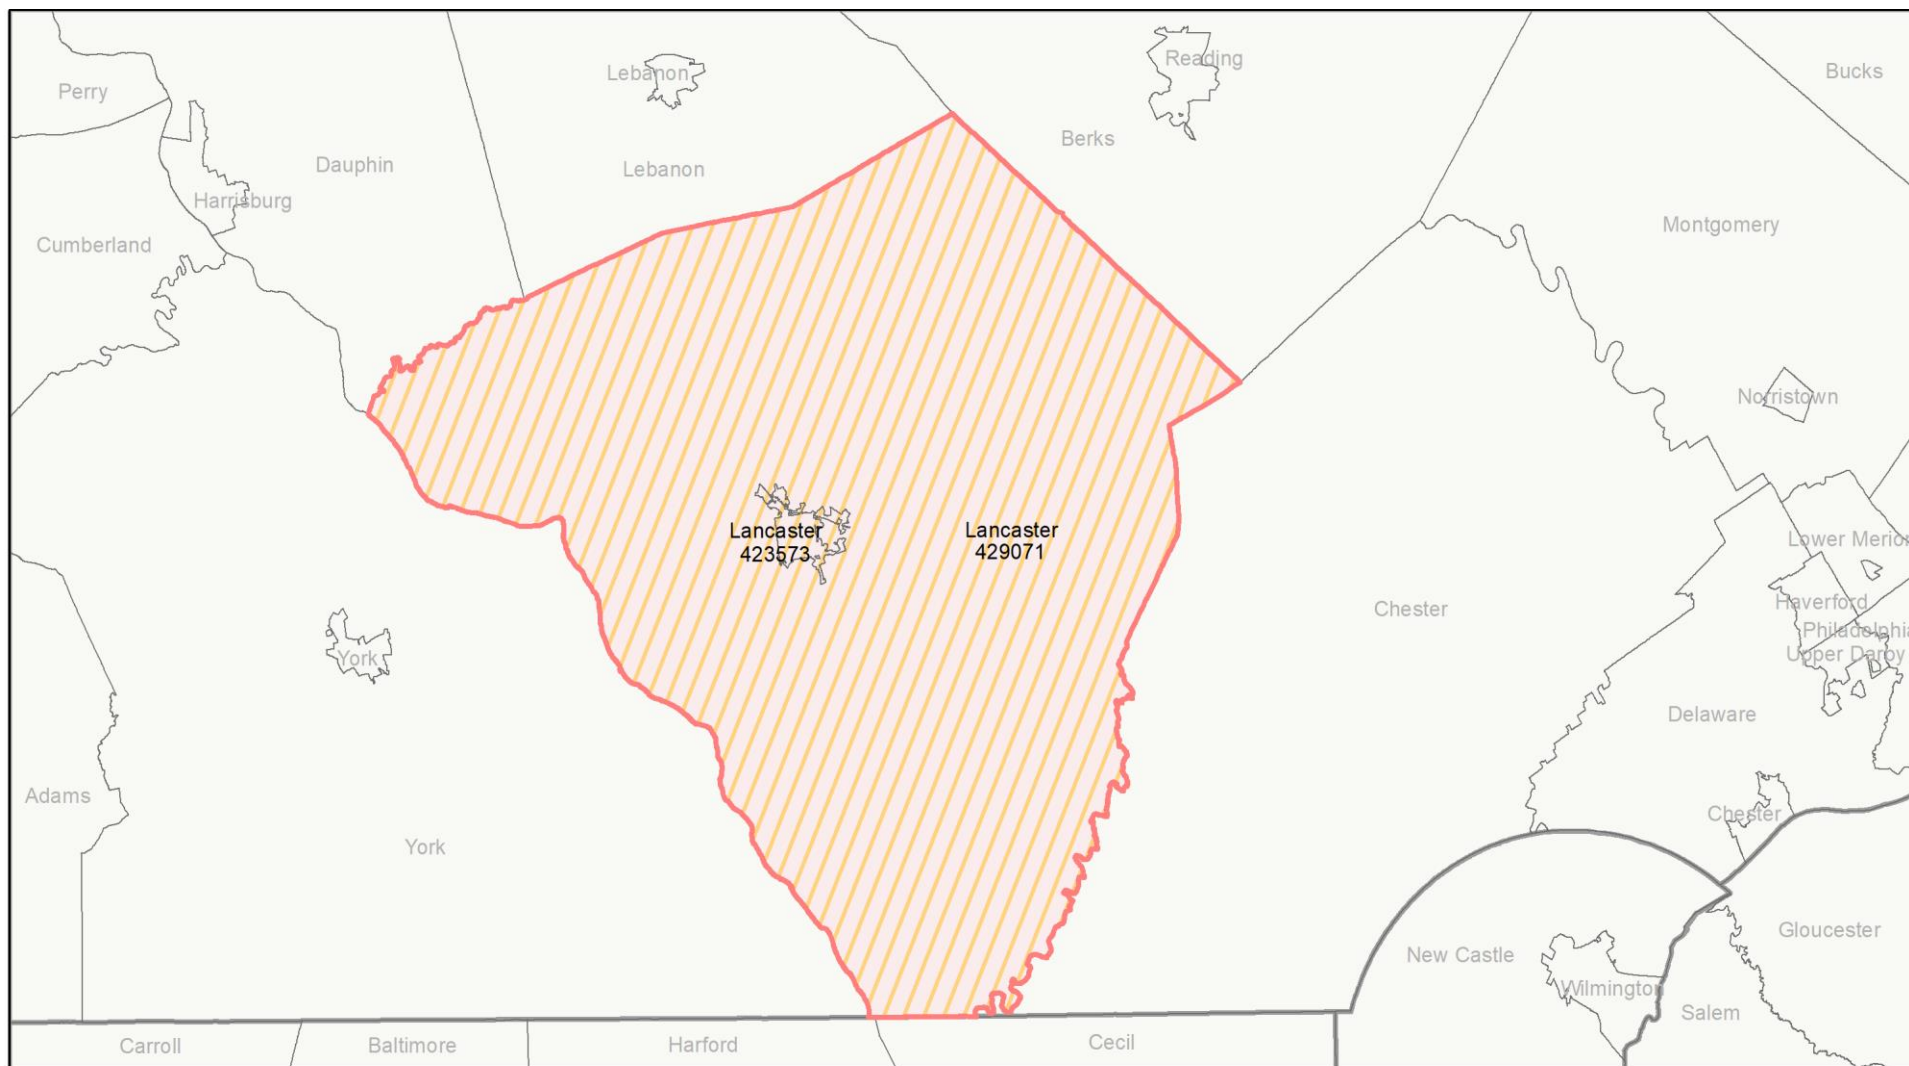 Reading
Bucks
Lebanon
Perry
Berks
Dauphin
Lebanon
Harrisburg
Montgomery
Cumberland
Norristown
Lancaster
423573
Lancaster
429071
Lower Merion
Haverford
Chester
Philadelphia
Upper Darby
York
Delaware
Adams
Chester
York
Gloucester
New Castle
Wilmington
Salem
Carroll
Baltimore
Harford
Cecil